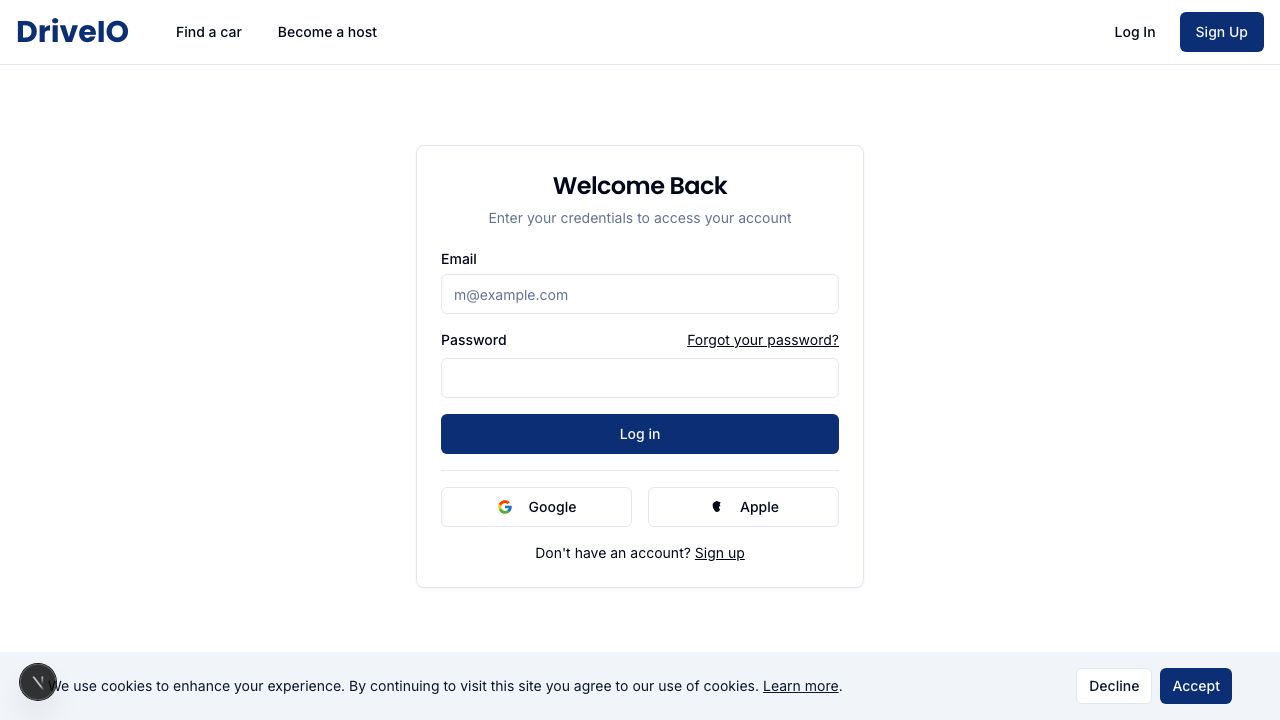 DriveIO
Find a car
Become a host
Log In
Sign Up
Welcome Back
Enter your credentials to access your account
Email
m@example.com
Password
Forgot your password?
Log in
Google
Apple
Don't have an account? Sign up
We use cookies to enhance your experience. By continuing to visit this site you agree to our use of cookies. Learn more.
Decline
Accept